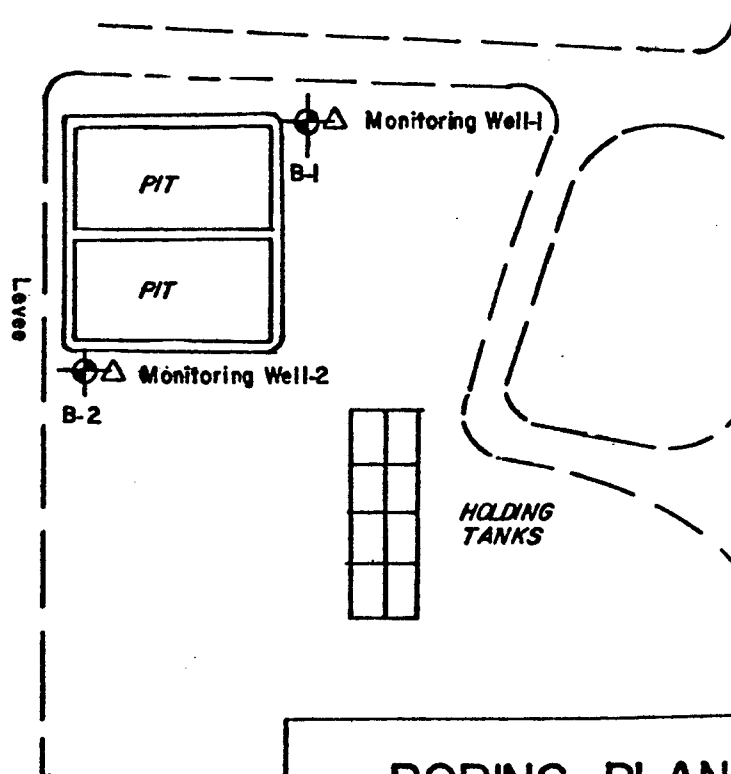 Monitoring Well-1
B-1
PIT
PIT
Levee
Monitoring Well-2
B-2
HOLDING
TANKS
BORING PLAN